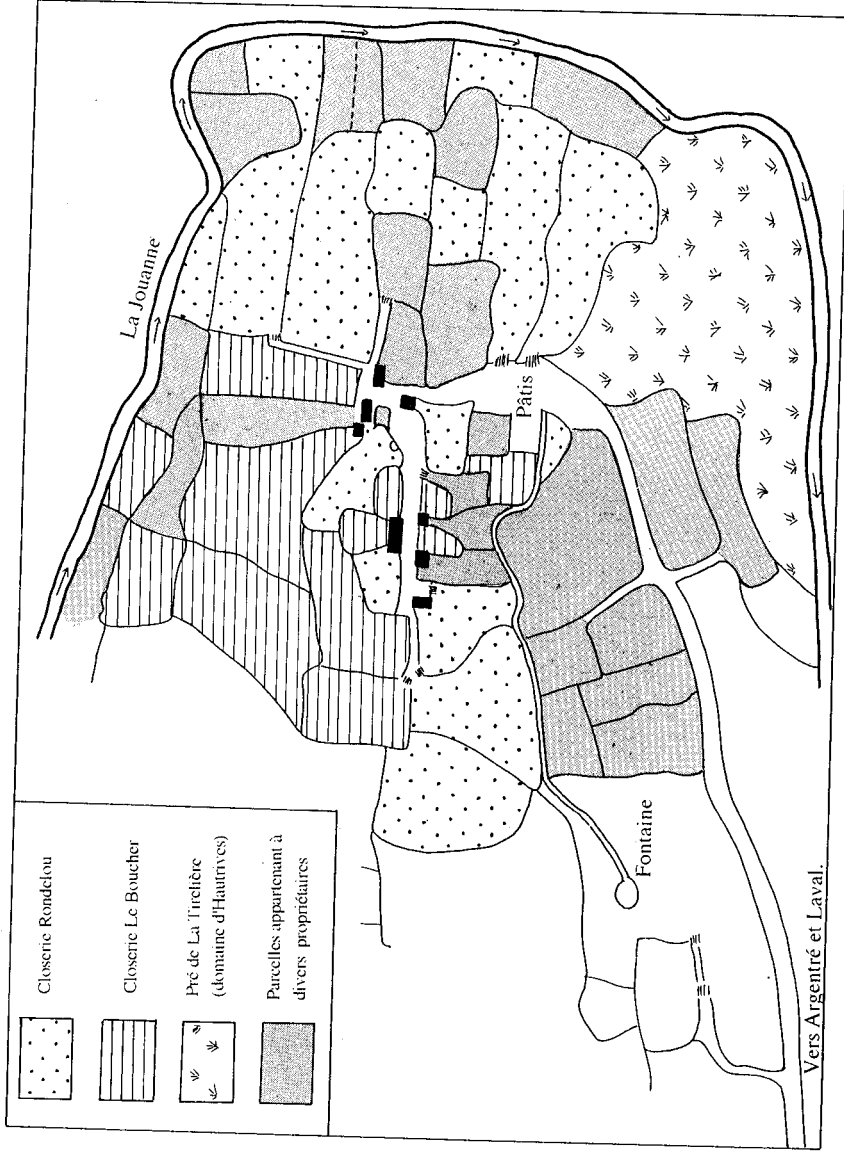 La Jouanne
Pâtis
Fontaine
Vers Argentré et Laval.
Closerie Rondelou
Closerie Le Boucher
Pré de La Tirelière
(domaine d'Hautrives)
Parcelles appartenant à
divers propriétaires